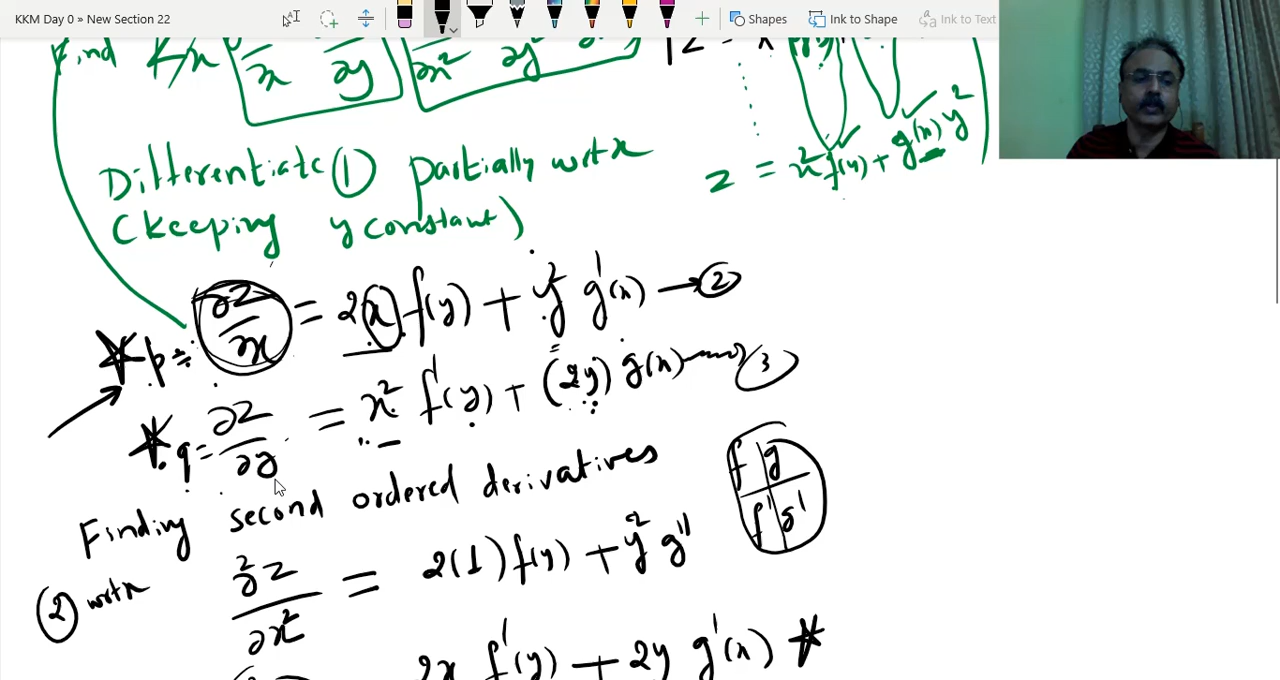 KKM Day 0 » New Section 22
Shapes
Ink to Shape
Ink to Text
Find
∂x ∂y ∂x² ∂y²
z = x²f(y) + g(x) y²
Differentiate ① partially wrt x
(keeping y constant)
p = ∂z/∂x = 2x f(y) + y² g'(x) → ②
q = ∂z/∂y = x² f'(y) + (2y) g(x) → ③
f g
f' g'
Finding second ordered derivatives
② wrt x ∂²z/∂x² = 2(1) f(y) + y² g''
2x f'(y) + 2y g'(x) *